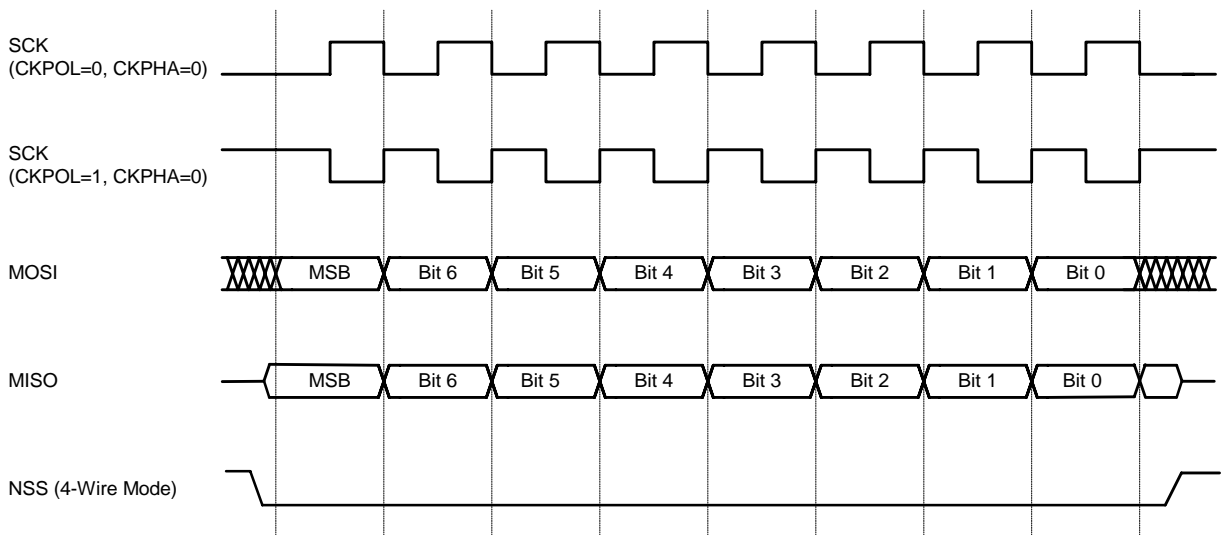 SCK
(CKPOL=0, CKPHA=0)
SCK
(CKPOL=1, CKPHA=0)
MOSI MSB Bit 6 Bit 5 Bit 4 Bit 3 Bit 2 Bit 1 Bit 0
MISO MSB Bit 6 Bit 5 Bit 4 Bit 3 Bit 2 Bit 1 Bit 0
NSS (4-Wire Mode)